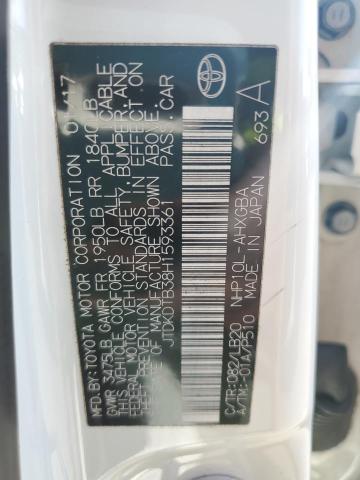 MFD.BY:TOYOTA MOTOR CORPORATION 01/17
GVWR 3475LB GAWR FR 1950LB RR 1840LB
THIS VEHICLE CONFORMS TO ALL APPLICABLE
FEDERAL MOTOR VEHICLE SAFETY, BUMPER, AND
THEFT PREVENTION STANDARDS IN EFFECT ON
THE DATE OF MANUFACTURE SHOWN ABOVE.
JTDKDTB38H1593361 PASS.CAR
C/TR:082/LB20 NHP10L-AHXGBA
A/TM:-01A/P510 MADE IN JAPAN 693 A
TOYOTA